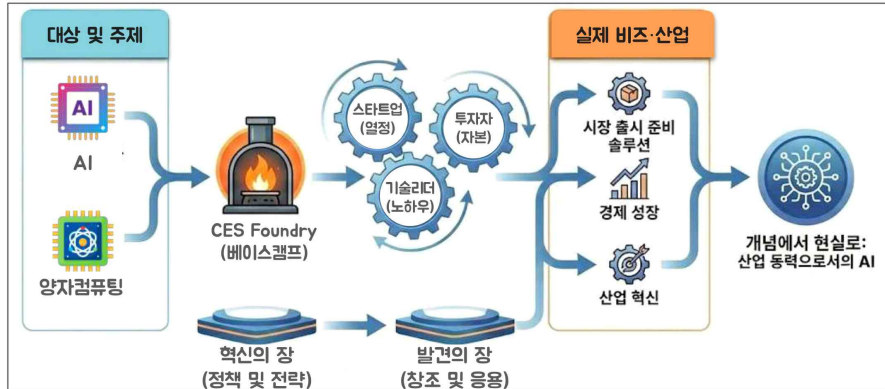 대상 및 주제
AI
AI
양자컴퓨팅
CES Foundry
(베이스캠프)
스타트업
(열정)
투자자
(자본)
기술리더
(노하우)
혁신의 장
(정책 및 전략)
발견의 장
(창조 및 응용)
실제 비즈·산업
시장 출시 준비
솔루션
경제 성장
산업 혁신
개념에서 현실로:
산업 동력으로서의 AI